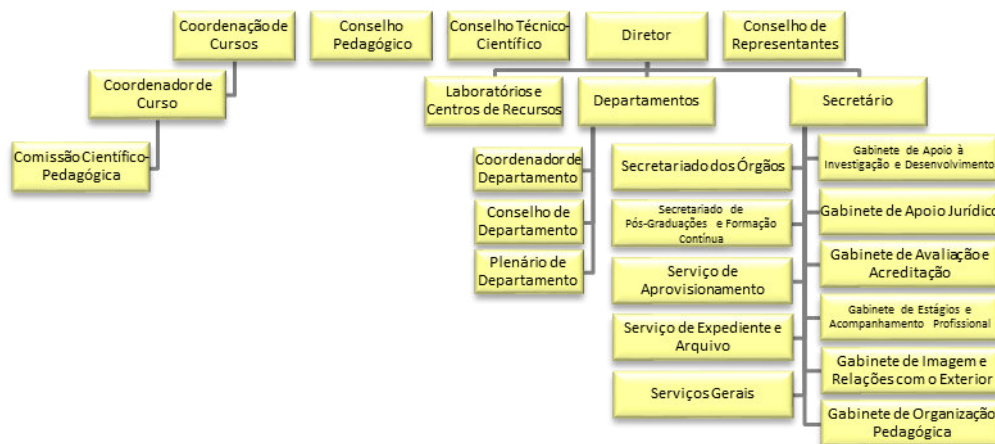 Coordenação de
Cursos
Conselho
Pedagógico
Conselho Técnico-
Científico
Diretor
Conselho de
Representantes
Coordenador de
Curso
Laboratórios e
Centros de Recursos
Departamentos
Secretário
Comissão Científico-
Pedagógica
Coordenador de
Departamento
Conselho de
Departamento
Plenário de
Departamento
Secretariado dos Órgãos
Secretariado de
Pós-Graduações e Formação
Contínua
Serviço de
Aprovisionamento
Serviço de Expediente e
Arquivo
Serviços Gerais
Gabinete de Apoio à
Investigação e Desenvolvimento
Gabinete de Apoio Jurídico
Gabinete de Avaliação e
Acreditação
Gabinete de Estágios e
Acompanhamento Profissional
Gabinete de Imagem e
Relações com o Exterior
Gabinete de Organização
Pedagógica